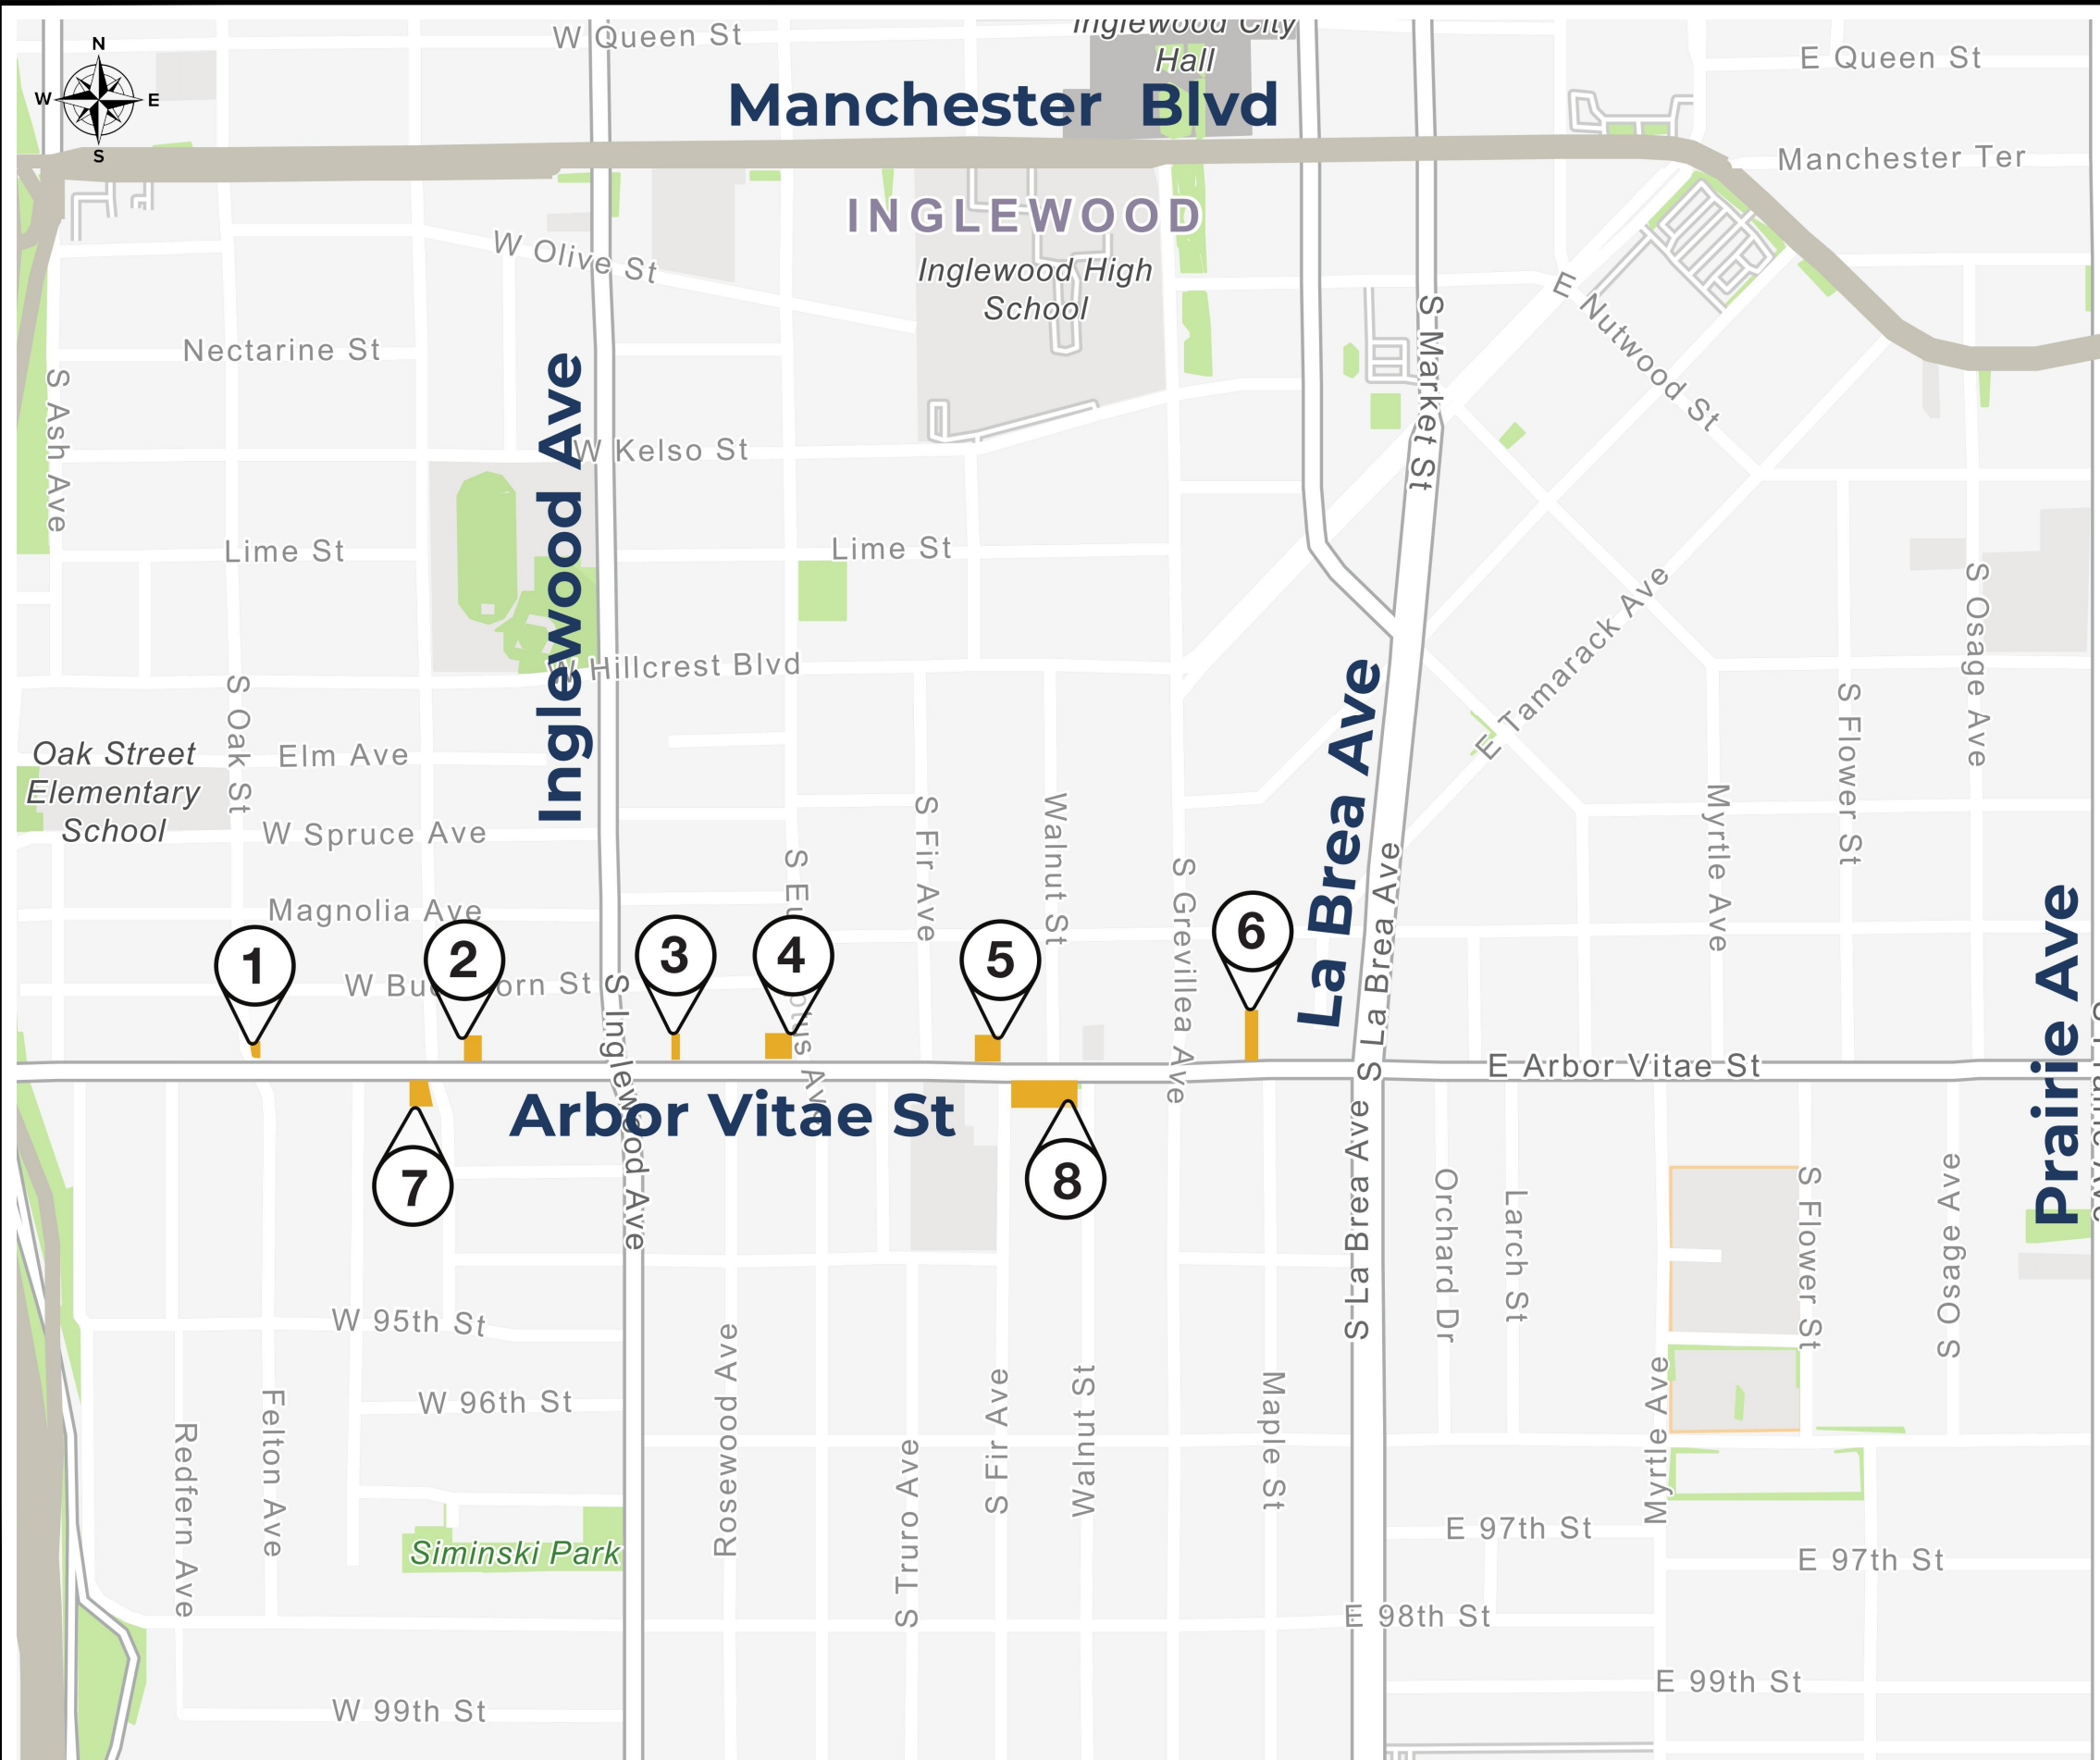 Inglewood City
Hall
W Queen St
E Queen St
N
W E
S
Manchester Blvd
Manchester Ter
INGLEWOOD
Inglewood High
School
W Olive St
E Nutwood St
S Market St
Nectarine St
S Ash Ave
Inglewood Ave
W Kelso St
Lime St
Lime St
S Osage Ave
E Tamarack Ave
W Hillcrest Blvd
La Brea Ave
S Oak St
S Flower St
Oak Street
Elementary
School
Elm Ave
W Spruce Ave
S Fir Ave
Walnut St
Myrtle Ave
S Grevillea Ave
S La Brea Ave
Magnolia Ave
Prairie Ave
1
2
3
4
5
6
W Bu orn St
S Inglewood Ave
S Eu otus Ave
E Arbor Vitae St
Arbor Vitae St
7
8
S La Brea Ave
Orchard Dr
Larch St
S Flower St
S Osage Ave
W 95th St
W 96th St
Rosewood Ave
Felton Ave
Redfern Ave
S Truro Ave
S Fir Ave
Walnut St
Maple St
Myrtle Ave
Siminski Park
E 97th St
E 97th St
E 98th St
E 99th St
W 99th St